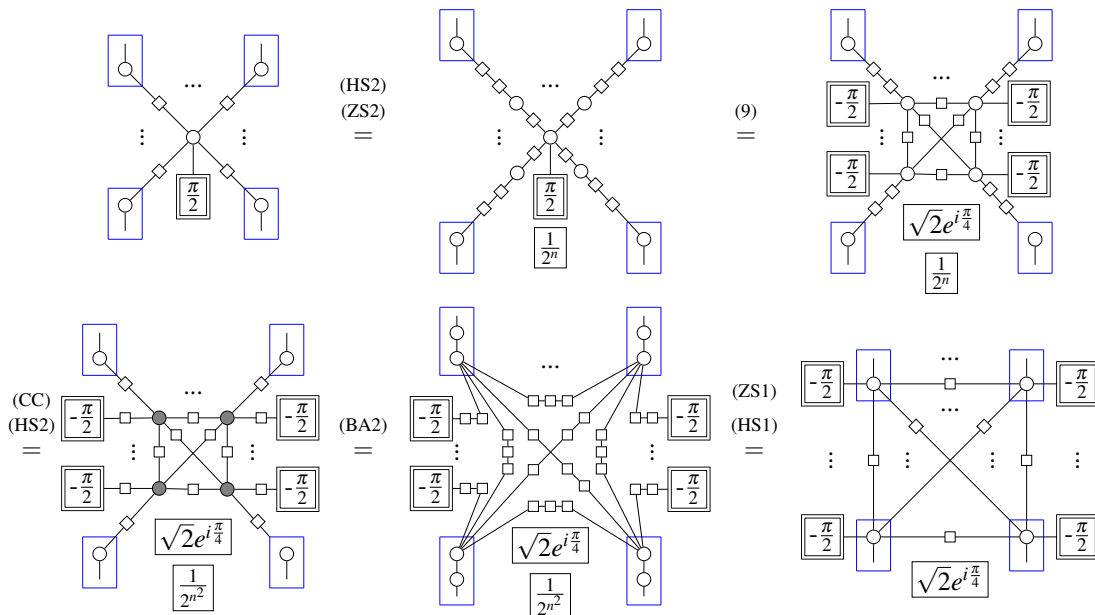 ...
⋮ ⋮
π/2
(HS2)
(ZS2)
=
...
⋮ ⋮
π/2
1/2^n
(9)
=
...
-π/2 -π/2
⋮ ⋮
-π/2 -π/2
√2e^{iπ/4}
1/2^n
(CC)
(HS2)
=
...
-π/2 -π/2
⋮ ⋮
-π/2 -π/2
√2e^{iπ/4}
1/2^{n^2}
(BA2)
=
...
-π/2 -π/2
⋮ ⋮
-π/2 -π/2
√2e^{iπ/4}
1/2^{n^2}
(ZS1)
(HS1)
=
...
-π/2 -π/2
...
⋮ ⋮ ⋮ ⋮
-π/2 -π/2
√2e^{iπ/4}